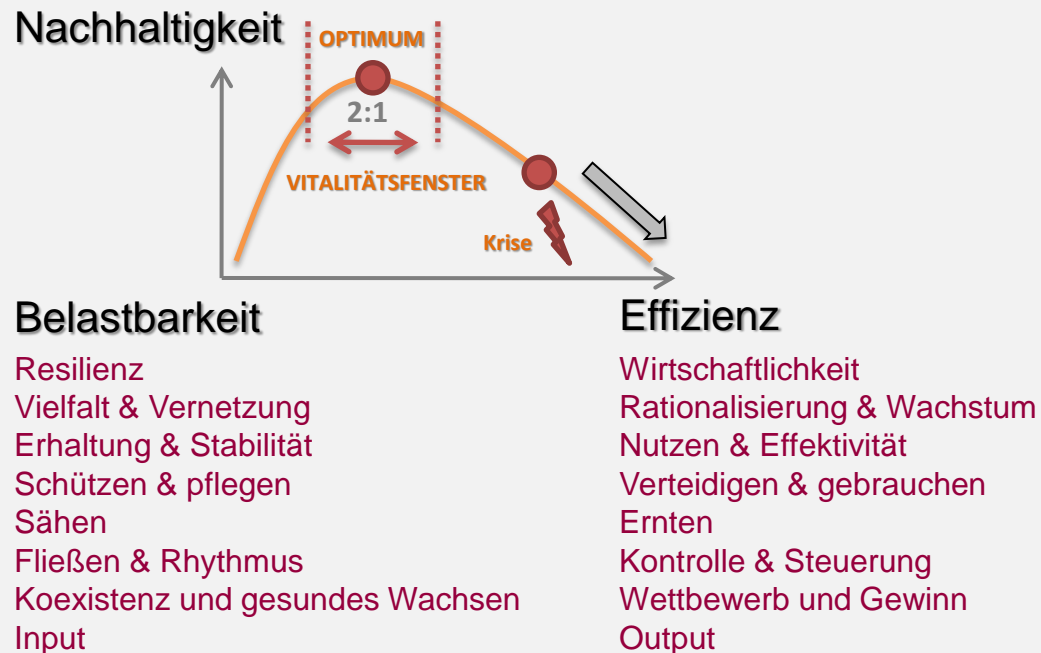 Nachhaltigkeit
OPTIMUM
2:1
VITALITÄTSFENSTER
Krise
Belastbarkeit
Resilienz
Vielfalt & Vernetzung
Erhaltung & Stabilität
Schützen & pflegen
Sähen
Fließen & Rhythmus
Koexistenz und gesundes Wachsen
Input
Effizienz
Wirtschaftlichkeit
Rationalisierung & Wachstum
Nutzen & Effektivität
Verteidigen & gebrauchen
Ernten
Kontrolle & Steuerung
Wettbewerb und Gewinn
Output